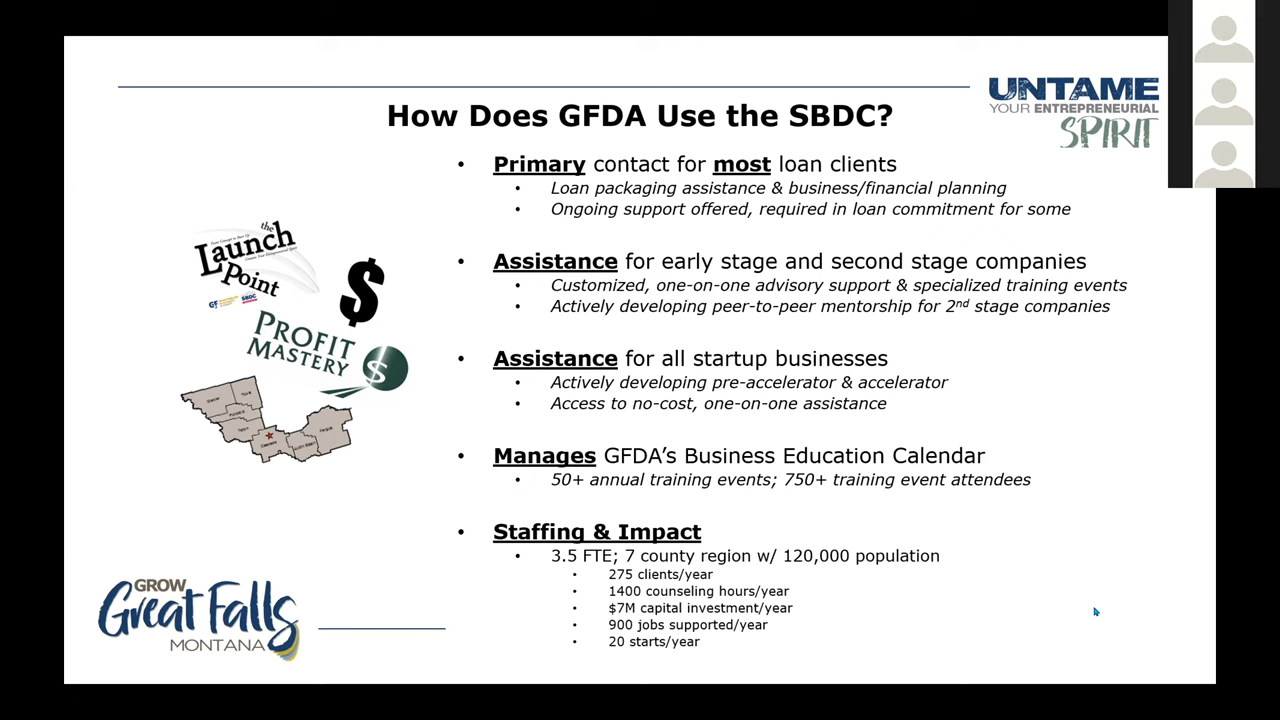 How Does GFDA Use the SBDC?
UNTAME
YOUR ENTREPRENEURIAL
SPIRIT
• Primary contact for most loan clients
• Loan packaging assistance & business/financial planning
• Ongoing support offered, required in loan commitment for some
• Assistance for early stage and second stage companies
• Customized, one-on-one advisory support & specialized training events
• Actively developing peer-to-peer mentorship for 2nd stage companies
• Assistance for all startup businesses
• Actively developing pre-accelerator & accelerator
• Access to no-cost, one-on-one assistance
• Manages GFDA’s Business Education Calendar
• 50+ annual training events; 750+ training event attendees
• Staffing & Impact
• 3.5 FTE; 7 county region w/ 120,000 population
• 275 clients/year
• 1400 counseling hours/year
• $7M capital investment/year
• 900 jobs supported/year
• 20 starts/year
the
Launch
Point
GF
SBDC
$
PROFIT
MASTERY
$
GROW
Great Falls
MONTANA